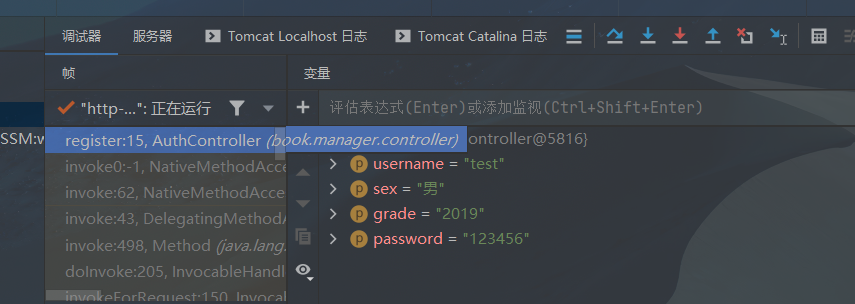 调试器 服务器 Tomcat Localhost 日志 Tomcat Catalina 日志
帧 变量
"http-...": 正在运行 评估表达式(Enter)或添加监视(Ctrl+Shift+Enter)
SSM:w register:15, AuthController (book.manager.controller) ontroller@5816}
invoke0:-1, NativeMethodAcce p username = "test"
invoke:62, NativeMethodAcces p sex = "男"
invoke:43, DelegatingMethodA p grade = "2019"
invoke:498, Method (java.lang. p password = "123456"
doInvoke:205, InvocableHandl
invokeForRequest:150, Invocab